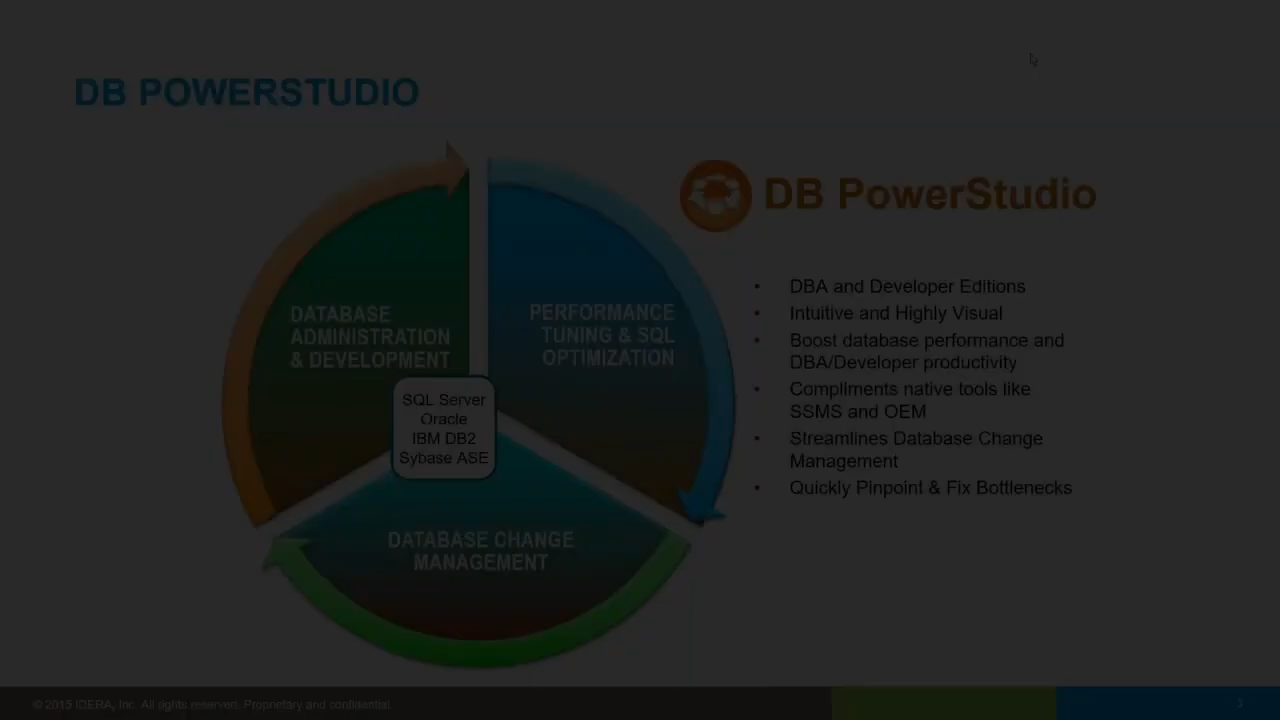 DB POWERSTUDIO
DB PowerStudio
DATABASE
ADMINISTRATION
& DEVELOPMENT
PERFORMANCE
TUNING & SQL
OPTIMIZATION
SQL Server
Oracle
IBM DB2
Sybase ASE
DATABASE CHANGE
MANAGEMENT
• DBA and Developer Editions
• Intuitive and Highly Visual
• Boost database performance and
DBA/Developer productivity
• Compliments native tools like
SSMS and OEM
• Streamlines Database Change
Management
• Quickly Pinpoint & Fix Bottlenecks
© 2015 IDERA, Inc. All rights reserved. Proprietary and confidential.
3